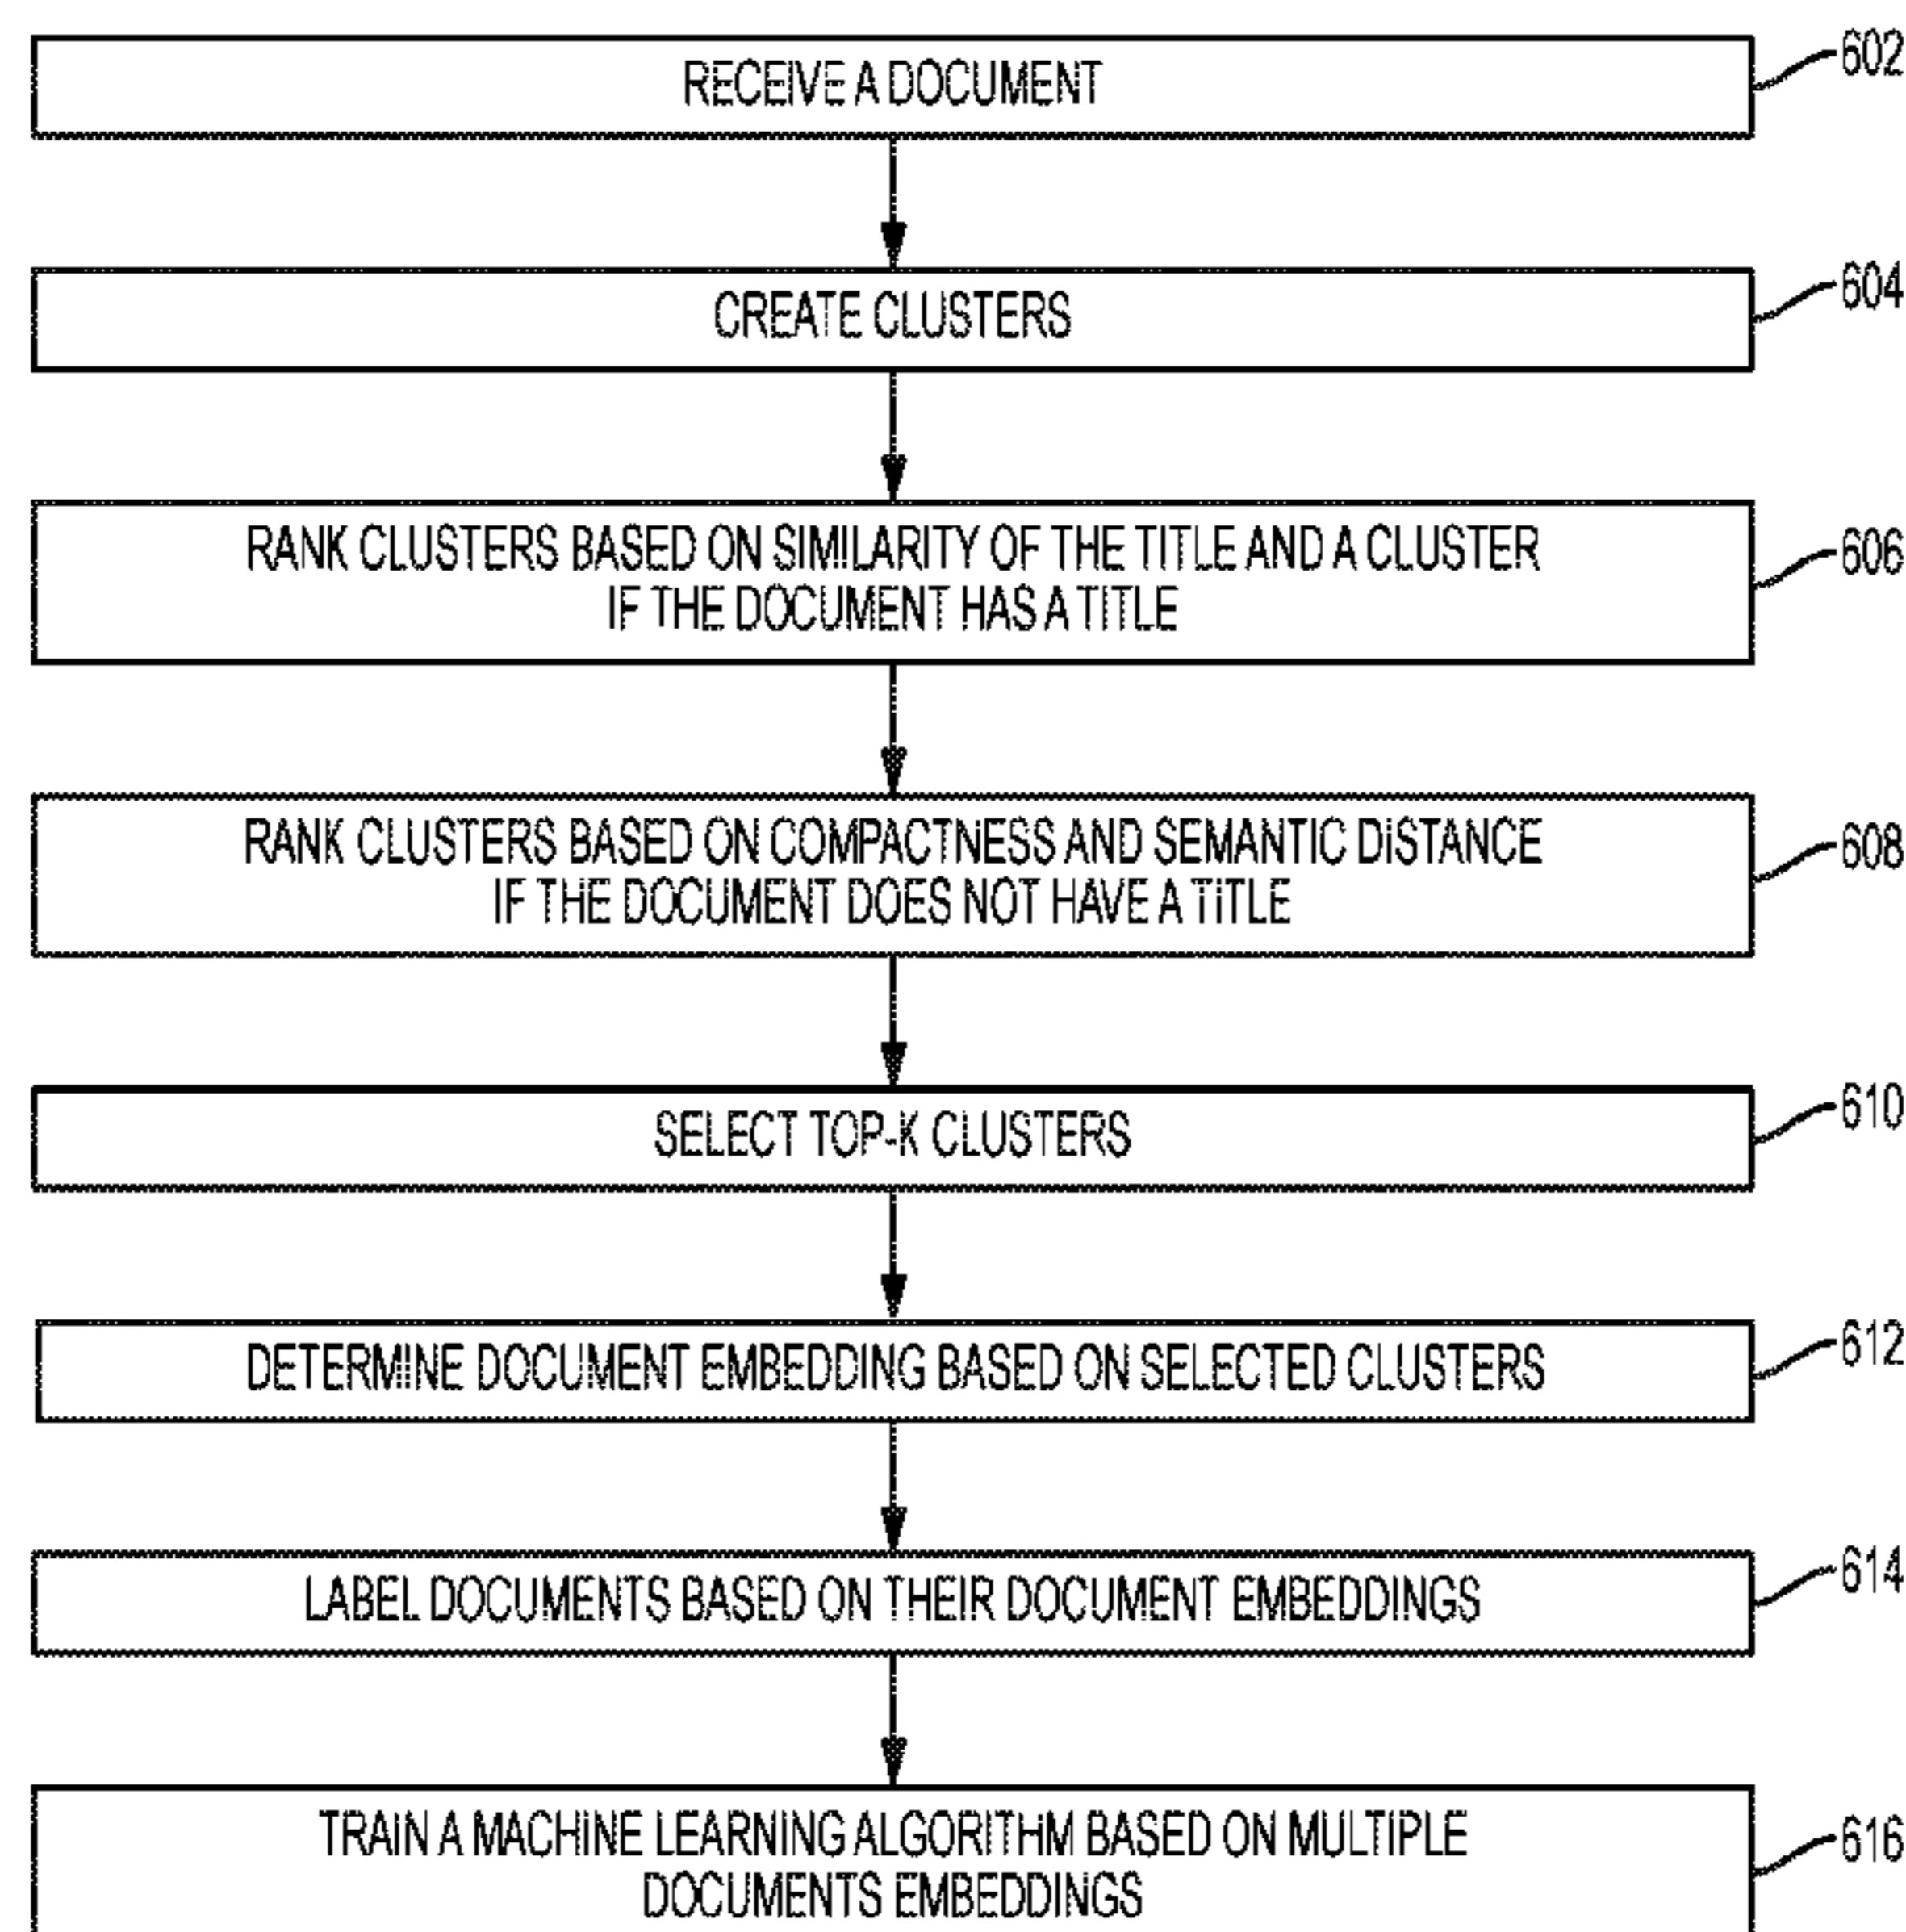 RECEIVE A DOCUMENT
602
CREATE CLUSTERS
604
RANK CLUSTERS BASED ON SIMILARITY OF THE TITLE AND A CLUSTER
IF THE DOCUMENT HAS A TITLE
606
RANK CLUSTERS BASED ON COMPACTNESS AND SEMANTIC DISTANCE
IF THE DOCUMENT DOES NOT HAVE A TITLE
608
SELECT TOP-K CLUSTERS
610
DETERMINE DOCUMENT EMBEDDING BASED ON SELECTED CLUSTERS
612
LABEL DOCUMENTS BASED ON THEIR DOCUMENT EMBEDDINGS
614
TRAIN A MACHINE LEARNING ALGORITHM BASED ON MULTIPLE
DOCUMENTS EMBEDDINGS
616